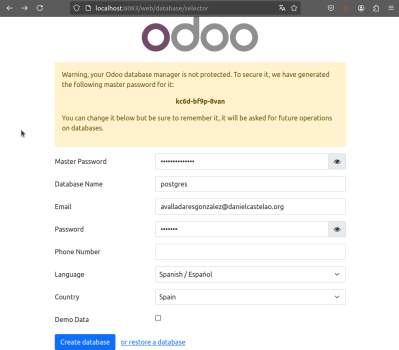 localhost:8083/web/database/selector
odoo
Warning, your Odoo database manager is not protected. To secure it, we have generated
the following master password for it:
kc6d-bf9p-8van
You can change it below but be sure to remember it, it will be asked for future operations
on databases.
Master Password ••••••••••••••
Database Name postgres
Email avalladaresgonzalez@danielcastelao.org
Password •••••••
Phone Number
Language Spanish / Español
Country Spain
Demo Data
Create database or restore a database